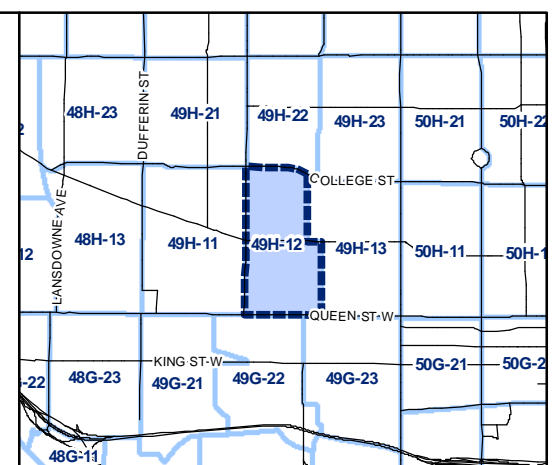 DUFFERIN ST
48H-23
49H-21
49H-22
49H-23
50H-21
50H-22
2
COLLEGE ST
LANSDOWNE AVE
12
48H-13
49H-11
49H-12
49H-13
50H-11
50H-1
QUEEN ST W
KING ST W
-22
48G-23
49G-21
49G-22
49G-23
50G-21
50G-2
48G-11